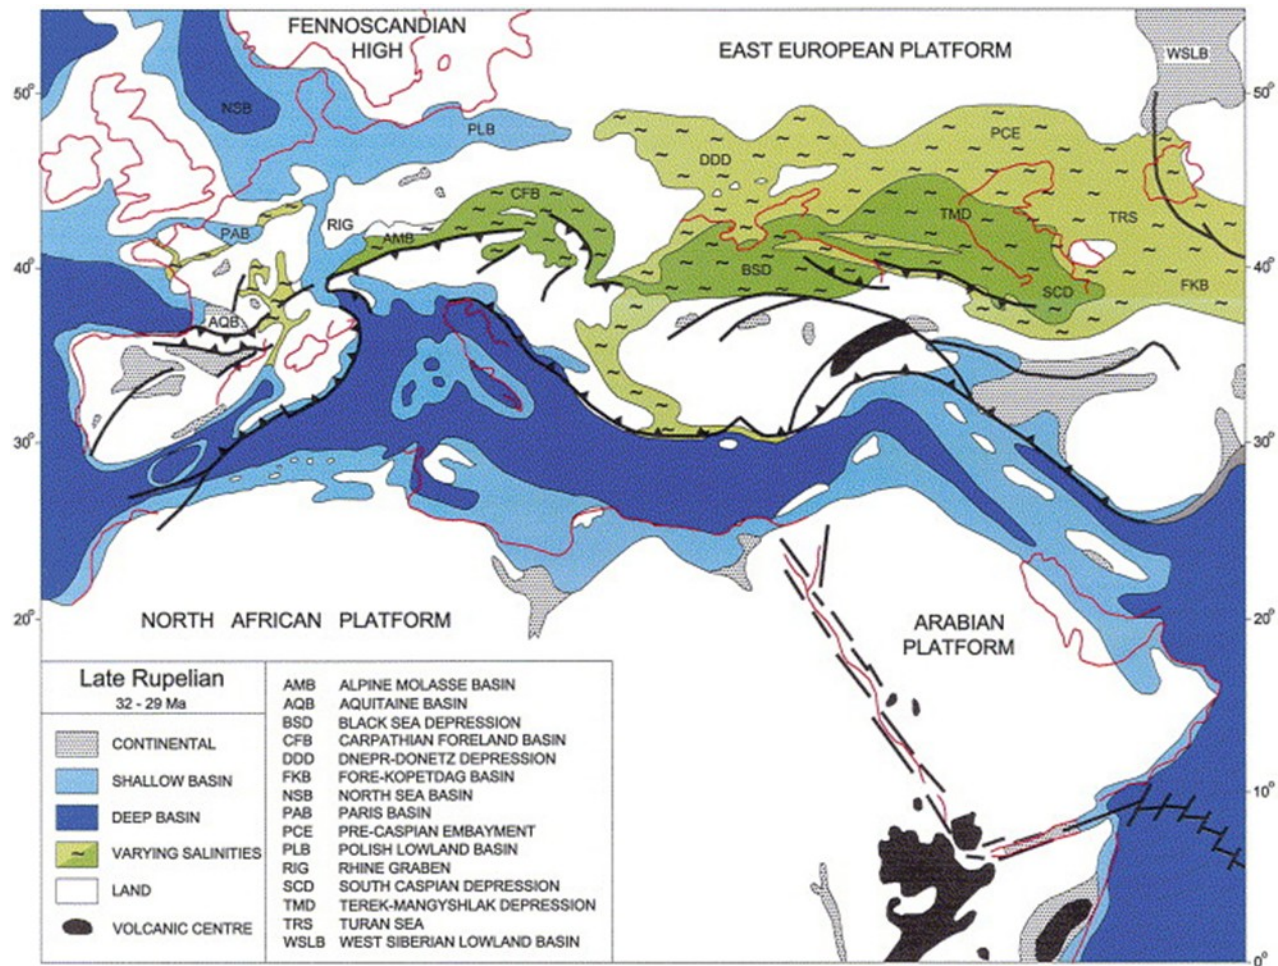 FENNOSCANDIAN
HIGH
EAST EUROPEAN PLATFORM
WSLB
50°
50°
NSB
PLB
PCE
DDD
CFB
RIG
TMD
TRS
PAB
AMB
40°
40°
BSD
SCD
FKB
AQB
30°
30°
20°
20°
NORTH AFRICAN PLATFORM
ARABIAN
PLATFORM
10°
0°
Late Rupelian
32 - 29 Ma
CONTINENTAL
SHALLOW BASIN
DEEP BASIN
VARYING SALINITIES
LAND
VOLCANIC CENTRE
AMB ALPINE MOLASSE BASIN
AQB AQUITAINE BASIN
BSD BLACK SEA DEPRESSION
CFB CARPATHIAN FORELAND BASIN
DDD DNEPR-DONETZ DEPRESSION
FKB FORE-KOPETDAG BASIN
NSB NORTH SEA BASIN
PAB PARIS BASIN
PCE PRE-CASPIAN EMBAYMENT
PLB POLISH LOWLAND BASIN
RIG RHINE GRABEN
SCD SOUTH CASPIAN DEPRESSION
TMD TEREK-MANGYSHLAK DEPRESSION
TRS TURAN SEA
WSLB WEST SIBERIAN LOWLAND BASIN